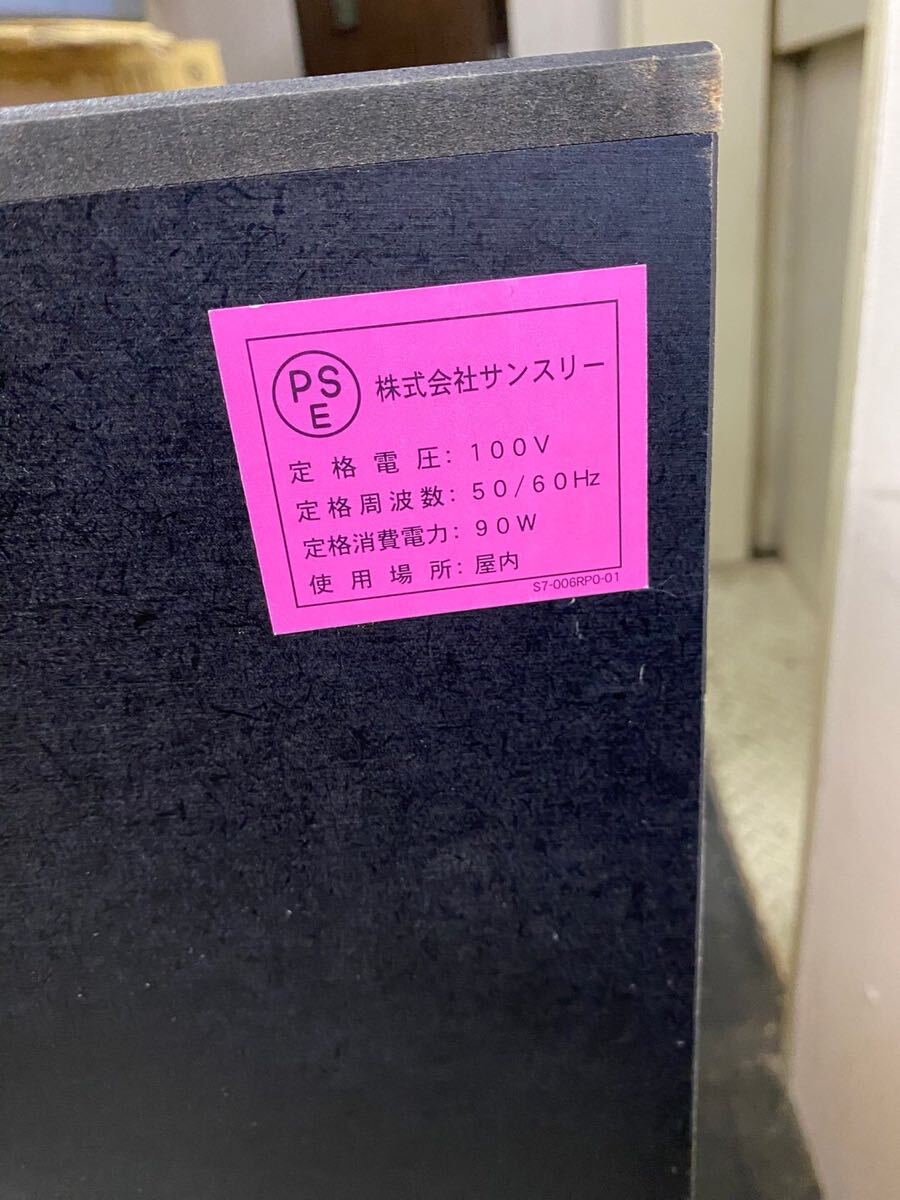 PSE 株式会社サンスリー
定格電圧:100V
定格周波数:50/60Hz
定格消費電力:90W
使用場所:屋内
S7-006RP0-01